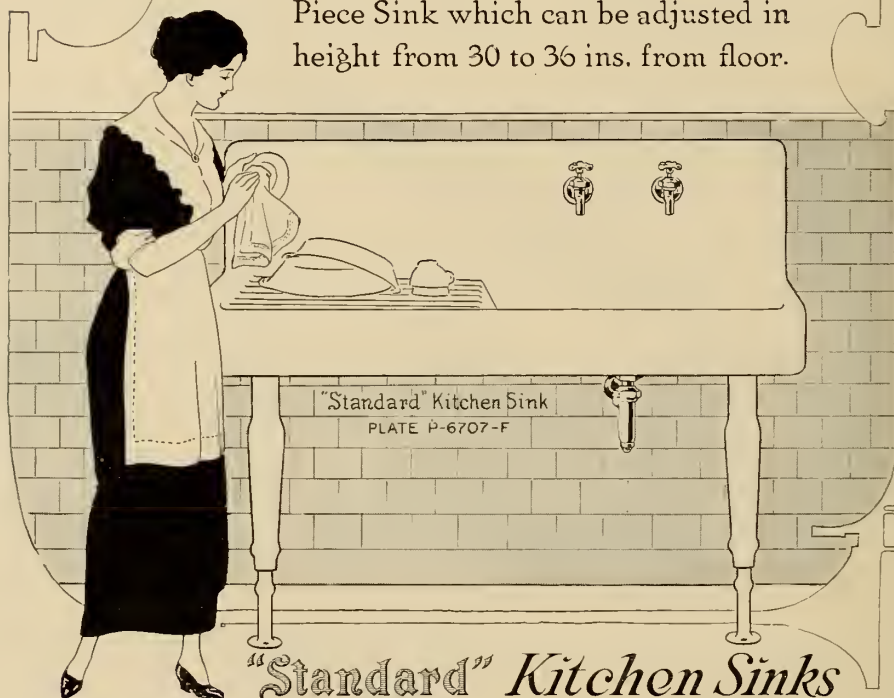 Piece Sink which can be adjusted in
height from 30 to 36 ins. from floor.
"Standard" Kitchen Sink
PLATE P-6707-F
"Standard" Kitchen Sinks